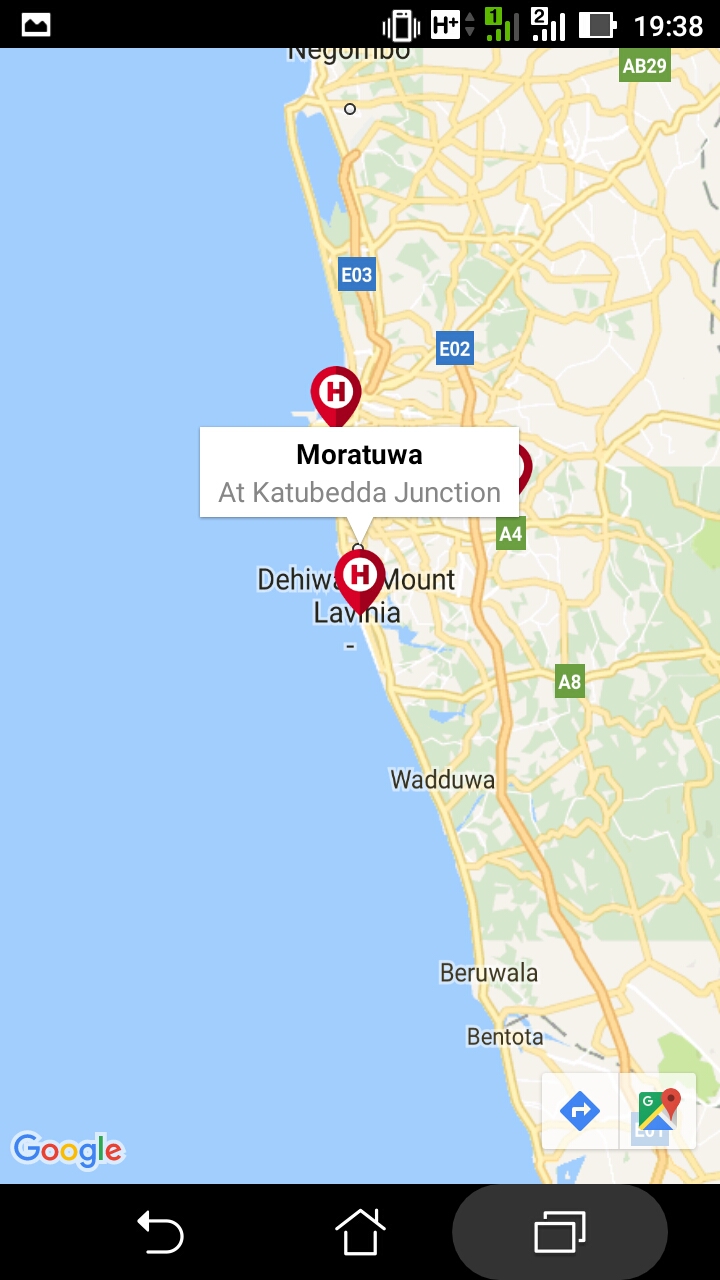 H+ 1 2 19:38
Negombo
AB29
E03
E02
H
Moratuwa
At Katubedda Junction
A4
H
Mount
Lavinia
A8
Wadduwa
Beruwala
Bentota
G
E01
Google